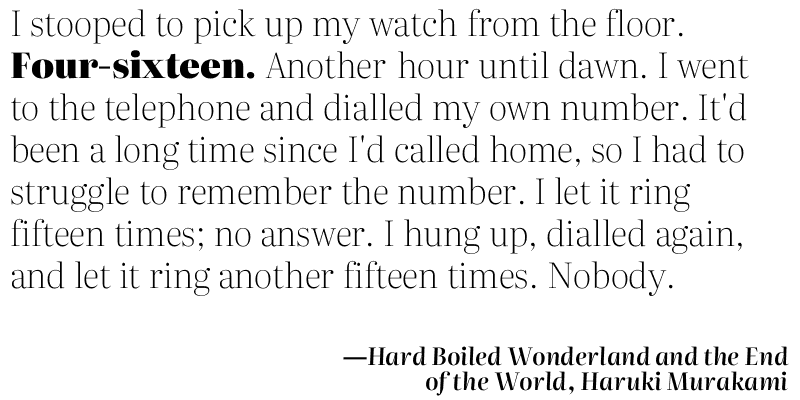 I stooped to pick up my watch from the floor.
Four-sixteen. Another hour until dawn. I went
to the telephone and dialled my own number. It'd
been a long time since I'd called home, so I had to
struggle to remember the number. I let it ring
fifteen times; no answer. I hung up, dialled again,
and let it ring another fifteen times. Nobody.
—Hard Boiled Wonderland and the End
of the World, Haruki Murakami